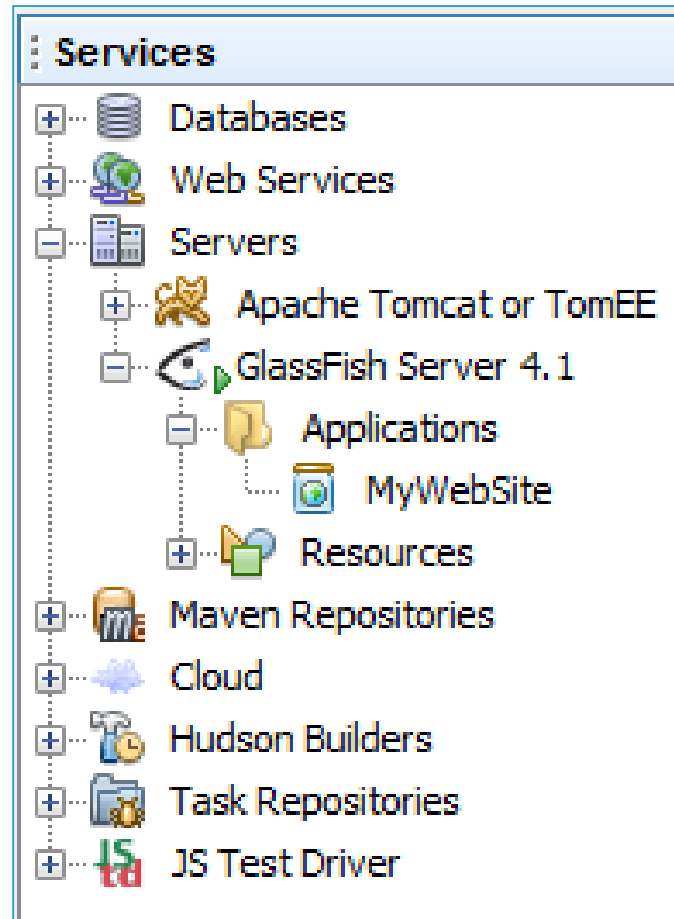 Services
Databases
Web Services
Servers
Apache Tomcat or TomEE
GlassFish Server 4.1
Applications
MyWebSite
Resources
Maven Repositories
Cloud
Hudson Builders
Task Repositories
JS Test Driver